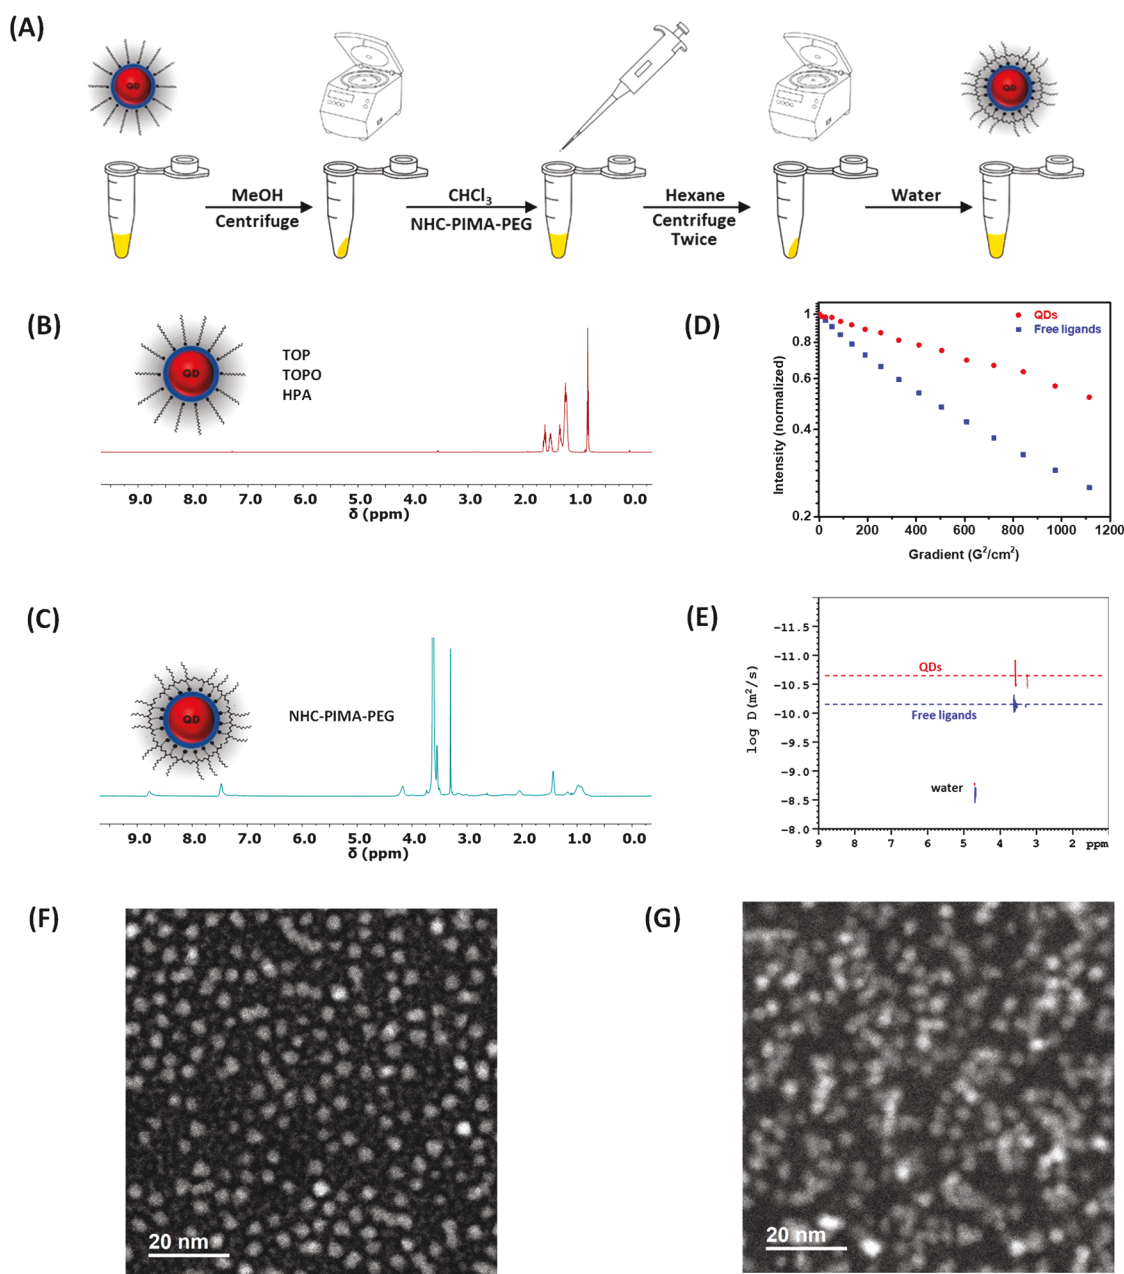 (A)
QD
QD
MeOH
Centrifuge
CHCl3
NHC-PIMA-PEG
Hexane
Centrifuge
Twice
Water
(B)
QD
TOP
TOPO
HPA
9.0 8.0 7.0 6.0 5.0 4.0 3.0 2.0 1.0 0.0
δ (ppm)
(D)
QDs
Free ligands
1
0.8
0.6
0.4
0.2
0 200 400 600 800 1000 1200
Intensity (normalized)
Gradient (G2/cm2)
(C)
QD
NHC-PIMA-PEG
9.0 8.0 7.0 6.0 5.0 4.0 3.0 2.0 1.0 0.0
δ (ppm)
(E)
-11.5
-11.0
-10.5
-10.0
-9.5
-9.0
-8.5
-8.0
log D(m2/s)
QDs
Free ligands
water
9 8 7 6 5 4 3 2 ppm
(F)
20 nm
(G)
20 nm